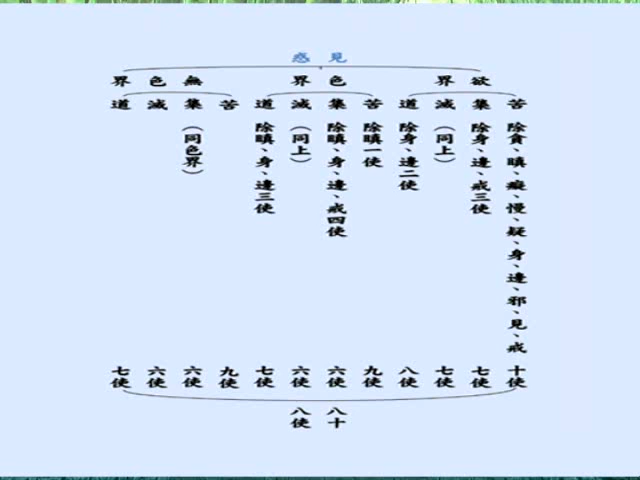 見惑
欲界
色界
無色界
苦
除貪、瞋、癡、慢、疑、身、邊、邪、見、戒
十使
集
除身、邊、戒三使
七使
滅
（同上）
七使
道
除身、邊二使
八使
苦
除瞋一使
九使
集
除瞋、身、邊、戒四使
六使
滅
（同上）
六使
道
除瞋、身、邊三使
七使
苦
九使
集
（同色界）
六使
滅
六使
道
七使
八十
八使